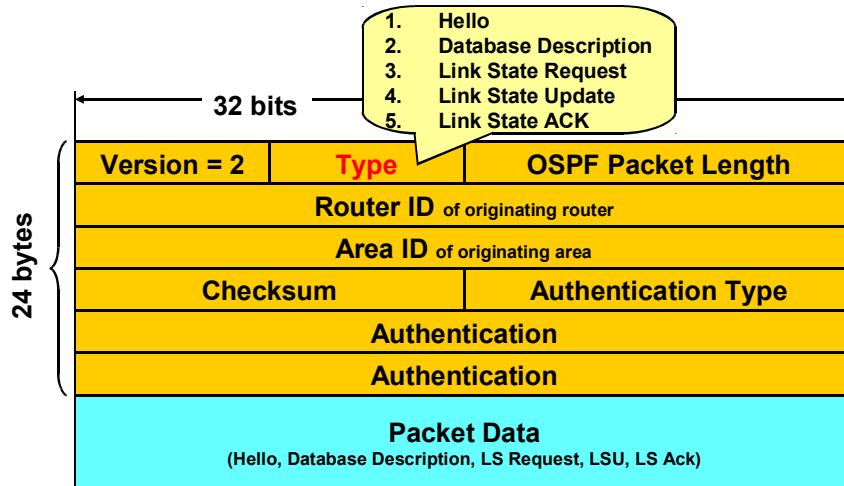 1. Hello
2. Database Description
3. Link State Request
4. Link State Update
5. Link State ACK
32 bits
Version = 2 Type OSPF Packet Length
Router ID of originating router
Area ID of originating area
Checksum Authentication Type
Authentication
Authentication
24 bytes
Packet Data
(Hello, Database Description, LS Request, LSU, LS Ack)